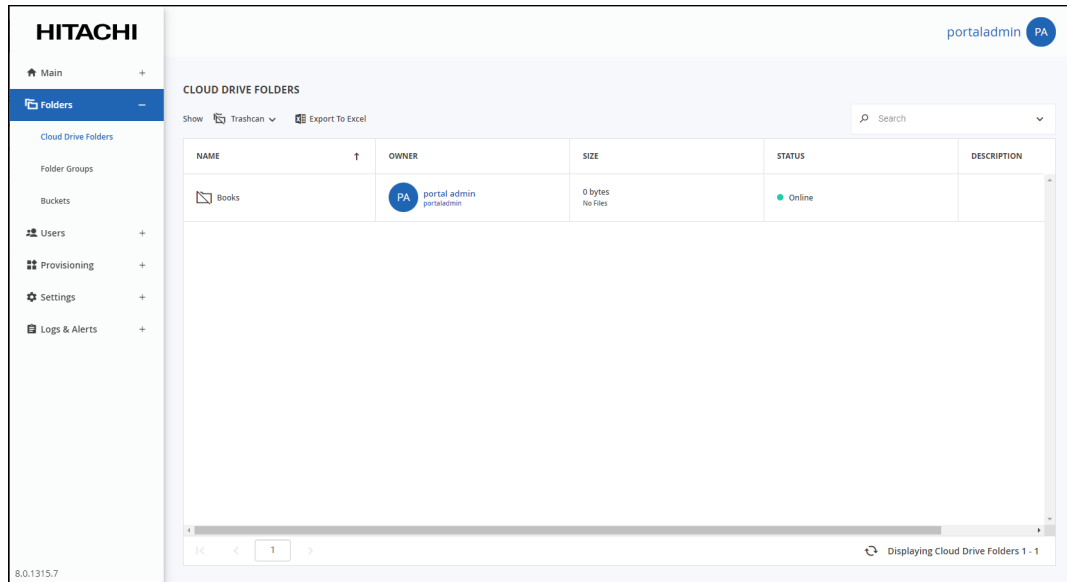 HITACHI
portaladmin PA
Main +
Folders −
Cloud Drive Folders
Folder Groups
Buckets
Users +
Provisioning +
Settings +
Logs & Alerts +
8.0.1315.7
CLOUD DRIVE FOLDERS
Show Trashcan Export To Excel
Search
NAME ↑ OWNER SIZE STATUS DESCRIPTION
Books PA portal admin 0 bytes Online
portaladmin No Files
1
Displaying Cloud Drive Folders 1 - 1